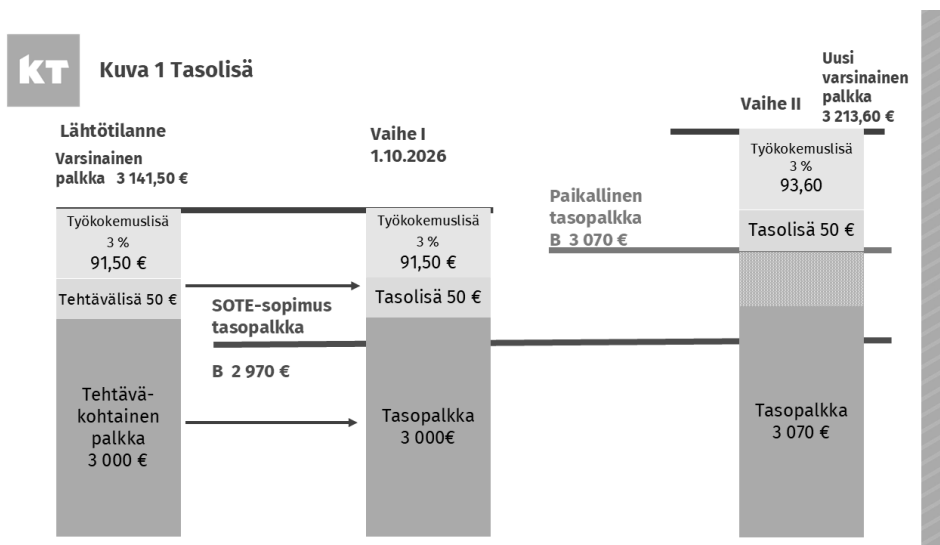 KT
Kuva 1 Tasolisä
Lähtötilanne
Varsinainen
palkka 3 141,50 €
Työkokemuslisä
3 %
91,50 €
Tehtävälisä 50 €
Tehtävä-
kohtainen
palkka
3 000 €
SOTE-sopimus
tasopalkka
B 2 970 €
Vaihe I
1.10.2026
Työkokemuslisä
3 %
91,50 €
Tasolisä 50 €
Tasopalkka
3 000€
Paikallinen
tasopalkka
B 3 070 €
Vaihe II
Uusi
varsinainen
palkka
3 213,60 €
Työkokemuslisä
3 %
93,60
Tasolisä 50 €
Tasopalkka
3 070 €